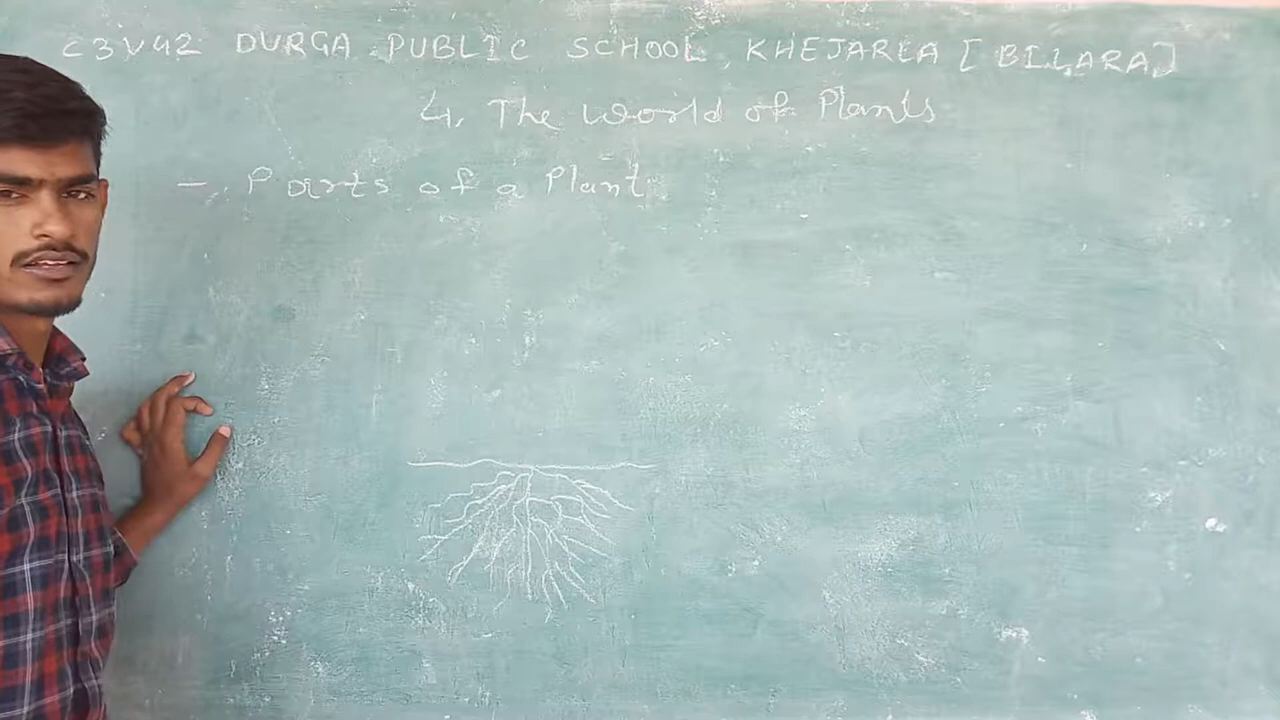 C3V42 DURGA PUBLIC SCHOOL, KHEJARLA [BILARA]
4. The World of Plants
- Parts of a Plant